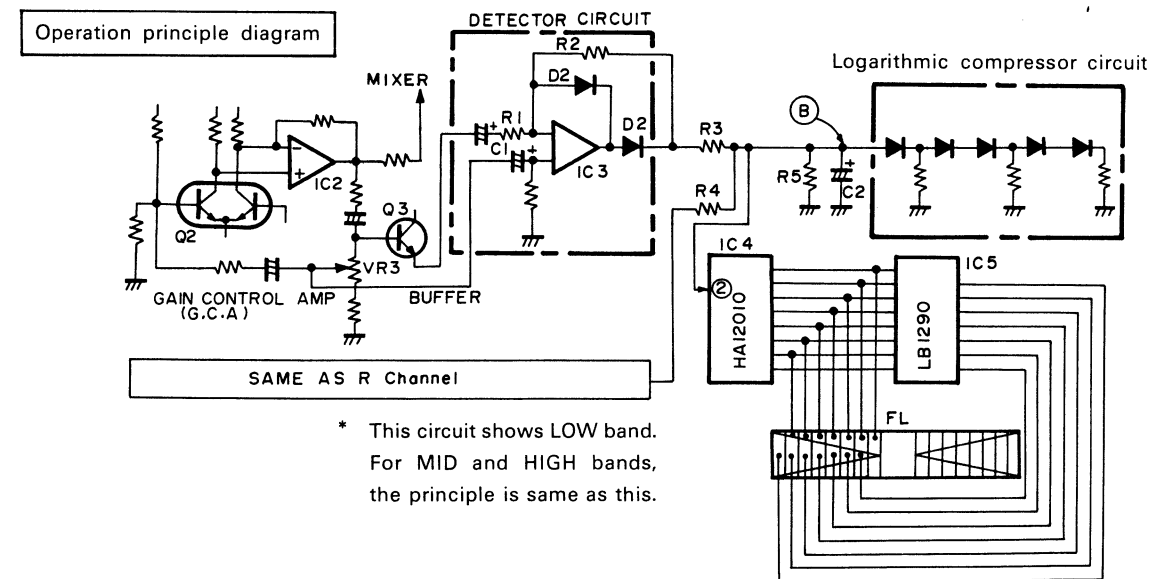 Operation principle diagram
DETECTOR CIRCUIT
R2
Logarithmic compressor circuit
MIXER
D2
B
R1
D2
R3
C1
IC2
IC3
R5
C2
R4
Q3
Q2
IC4
VR3
IC5
2
GAIN CONTROL AMP
BUFFER
(G.C.A)
HA12010
LB1290
SAME AS R Channel
FL
* This circuit shows LOW band.
For MID and HIGH bands,
the principle is same as this.